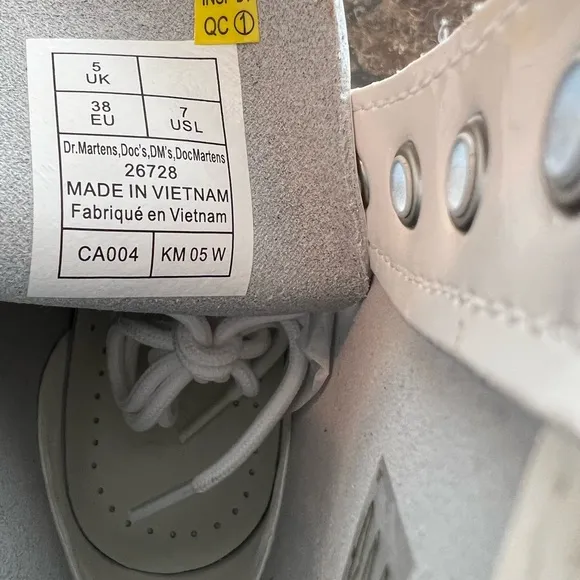 QC ①
5
UK
38
EU
7
USL
Dr.Martens,Doc's,DM's,DocMartens
26728
MADE IN VIETNAM
Fabriqué en Vietnam
CA004
KM 05 W